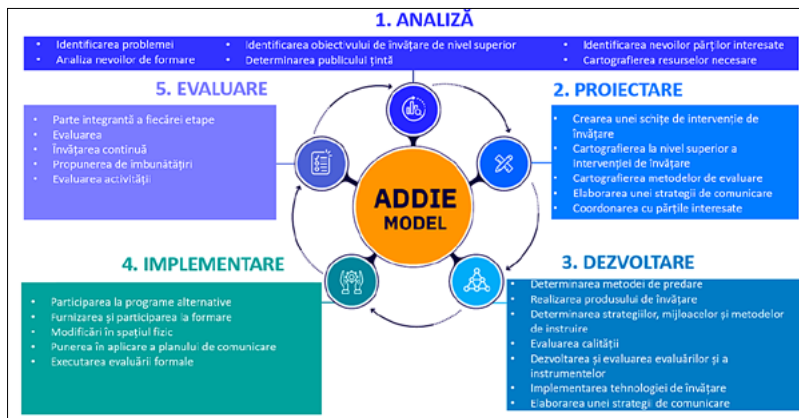 1. ANALIZĂ
Identificarea problemei
Analiza nevoilor de formare
Identificarea obiectivului de învățare de nivel superior
Determinarea publicului țintă
Identificarea nevoilor părților interesate
Cartografierea resurselor necesare
5. EVALUARE
Parte integrantă a fiecărei etape
Evaluarea
Învățarea continuă
Propunerea de îmbunătățiri
Evaluarea activității
2. PROIECTARE
Crearea unei schițe de intervenție de
învățare
Cartografierea la nivel superior a
Intervenției de învățare
Cartografierea metodelor de evaluare
Elaborarea unei strategii de comunicare
Coordonarea cu părțile interesate
ADDIE
MODEL
4. IMPLEMENTARE
Participarea la programe alternative
Furnizarea și participarea la formare
Modificări în spațiul fizic
Punerea în aplicare a planului de comunicare
Executarea evaluării formale
3. DEZVOLTARE
Determinarea metodei de predare
Realizarea produsului de învățare
Determinarea strategiilor, mijloacelor și metodelor
de instruire
Evaluarea calității
Dezvoltarea și evaluarea evaluărilor și a
instrumentelor
Implementarea tehnologiei de învățare
Elaborarea unei strategii de comunicare